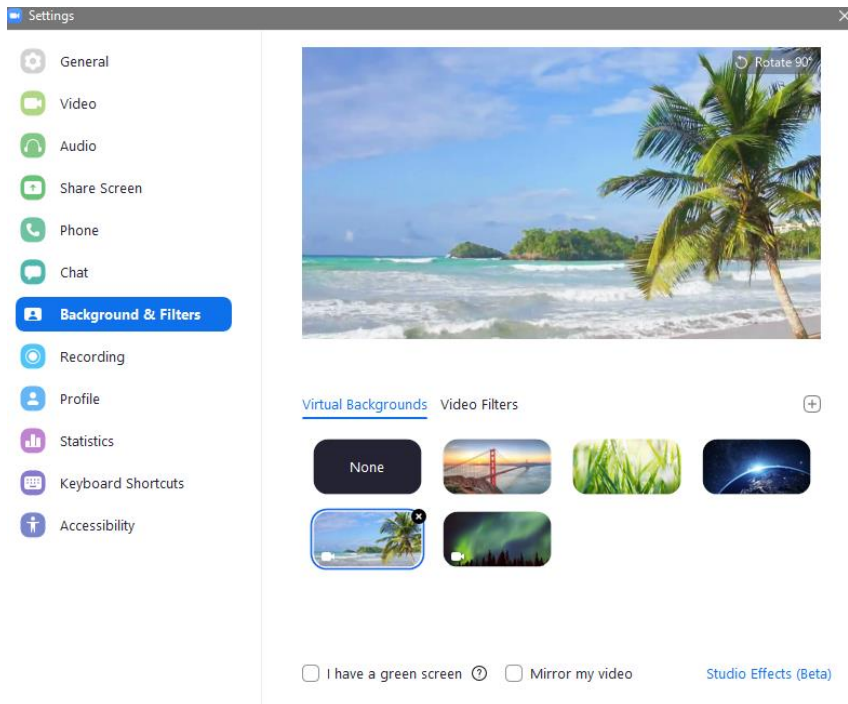 Settings
General
Video
Audio
Share Screen
Phone
Chat
Background & Filters
Recording
Profile
Statistics
Keyboard Shortcuts
Accessibility
Rotate 90°
Virtual Backgrounds Video Filters
None
I have a green screen Mirror my video Studio Effects (Beta)